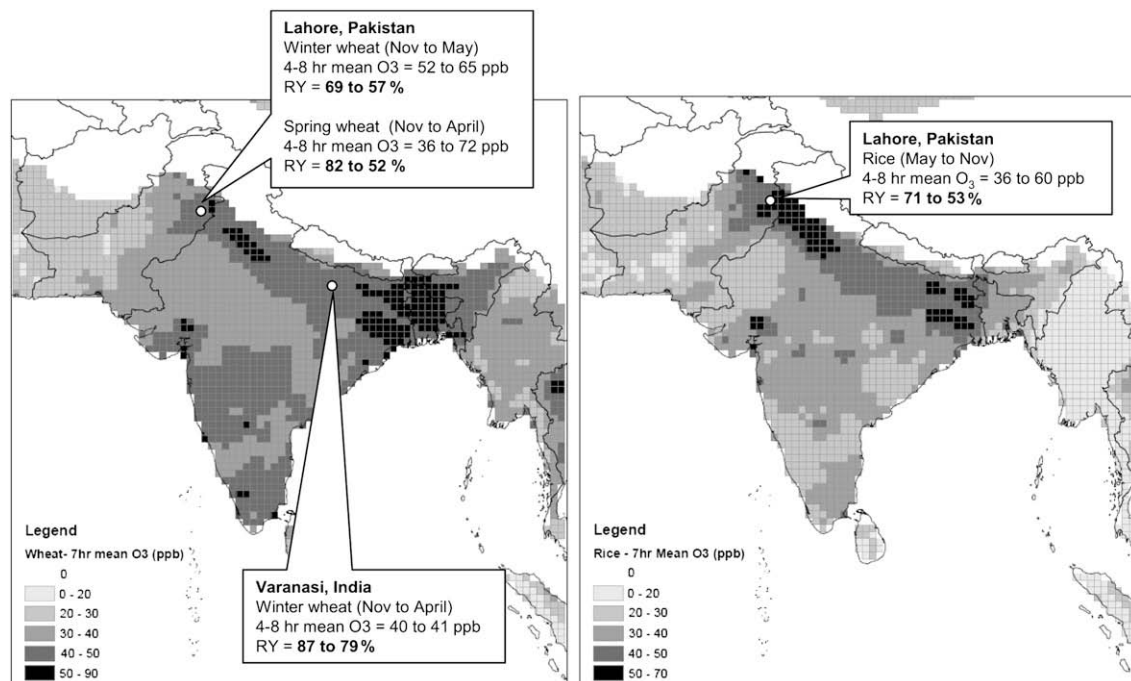 Lahore, Pakistan
Winter wheat (Nov to May)
4-8 hr mean O3 = 52 to 65 ppb
RY = 69 to 57 %
Spring wheat (Nov to April)
4-8 hr mean O3 = 36 to 72 ppb
RY = 82 to 52 %
Legend
Wheat- 7hr mean O3 (ppb)
0
0 - 20
20 - 30
30 - 40
40 - 50
50 - 90
Varanasi, India
Winter wheat (Nov to April)
4-8 hr mean O3 = 40 to 41 ppb
RY = 87 to 79%
Lahore, Pakistan
Rice (May to Nov)
4-8 hr mean O₃ = 36 to 60 ppb
RY = 71 to 53%
Legend
Rice - 7hr Mean O3 (ppb)
0
0 - 20
20 - 30
30 - 40
40 - 50
50 - 70